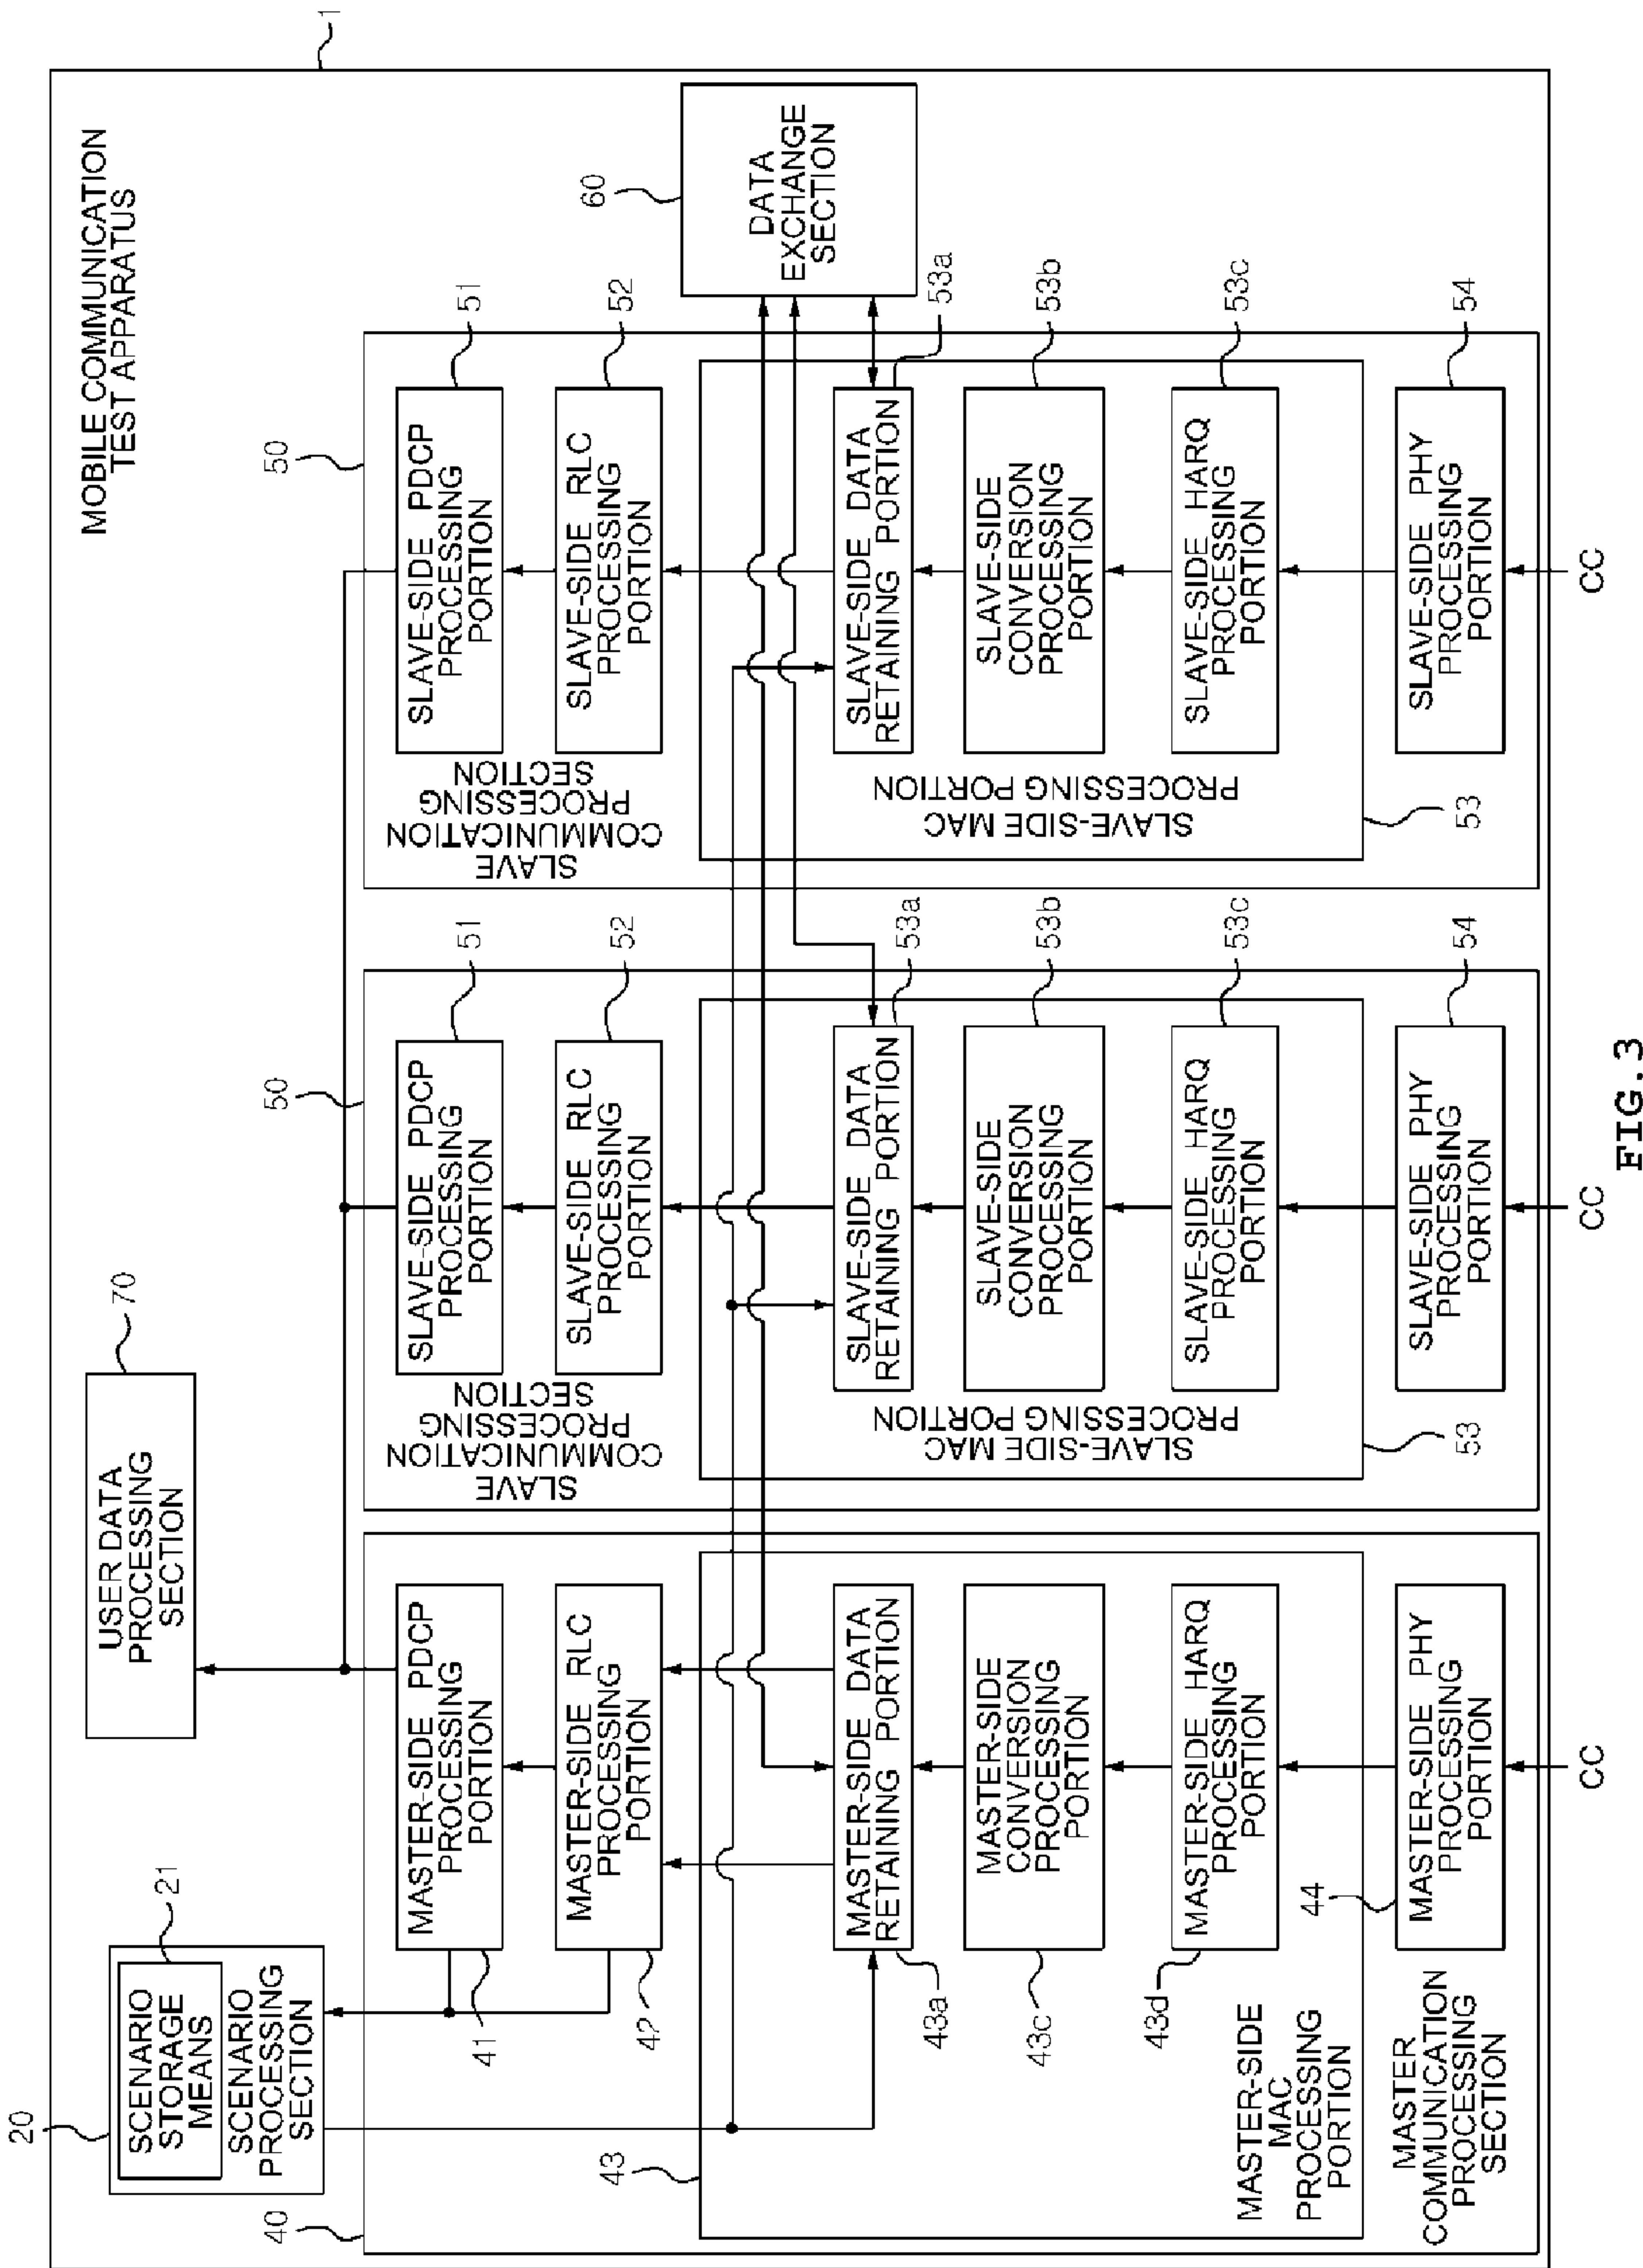 MOBILE COMMUNICATION
TEST APPARATUS
1
20
SCENARIO
STORAGE
MEANS
21
SCENARIO
PROCESSING
SECTION
USER DATA
PROCESSING
SECTION
70
40
MASTER-SIDE PDCP
PROCESSING
PORTION
41
MASTER-SIDE RLC
PROCESSING
PORTION
42
43
MASTER-SIDE DATA
RETAINING PORTION
43a
MASTER-SIDE
CONVERSION
PROCESSING
PORTION
43c
MASTER-SIDE HARQ
PROCESSING
PORTION
43d
MASTER-SIDE
MAC
PROCESSING
PORTION
44
MASTER-SIDE PHY
PROCESSING
PORTION
MASTER
COMMUNICATION
PROCESSING
SECTION
CC
50
SLAVE
COMMUNICATION
PROCESSING
SECTION
SLAVE-SIDE PDCP
PROCESSING
PORTION
51
SLAVE-SIDE RLC
PROCESSING
PORTION
52
SLAVE-SIDE MAC
PROCESSING PORTION
SLAVE-SIDE DATA
RETAINING PORTION
53a
SLAVE-SIDE
CONVERSION
PROCESSING
PORTION
53b
SLAVE-SIDE HARQ
PROCESSING
PORTION
53c
53
SLAVE-SIDE PHY
PROCESSING
PORTION
54
CC
50
SLAVE
COMMUNICATION
PROCESSING
SECTION
SLAVE-SIDE PDCP
PROCESSING
PORTION
51
SLAVE-SIDE RLC
PROCESSING
PORTION
52
SLAVE-SIDE MAC
PROCESSING PORTION
SLAVE-SIDE DATA
RETAINING PORTION
53a
SLAVE-SIDE
CONVERSION
PROCESSING
PORTION
53b
SLAVE-SIDE HARQ
PROCESSING
PORTION
53c
53
SLAVE-SIDE PHY
PROCESSING
PORTION
54
CC
60
DATA
EXCHANGE
SECTION
FIG.3